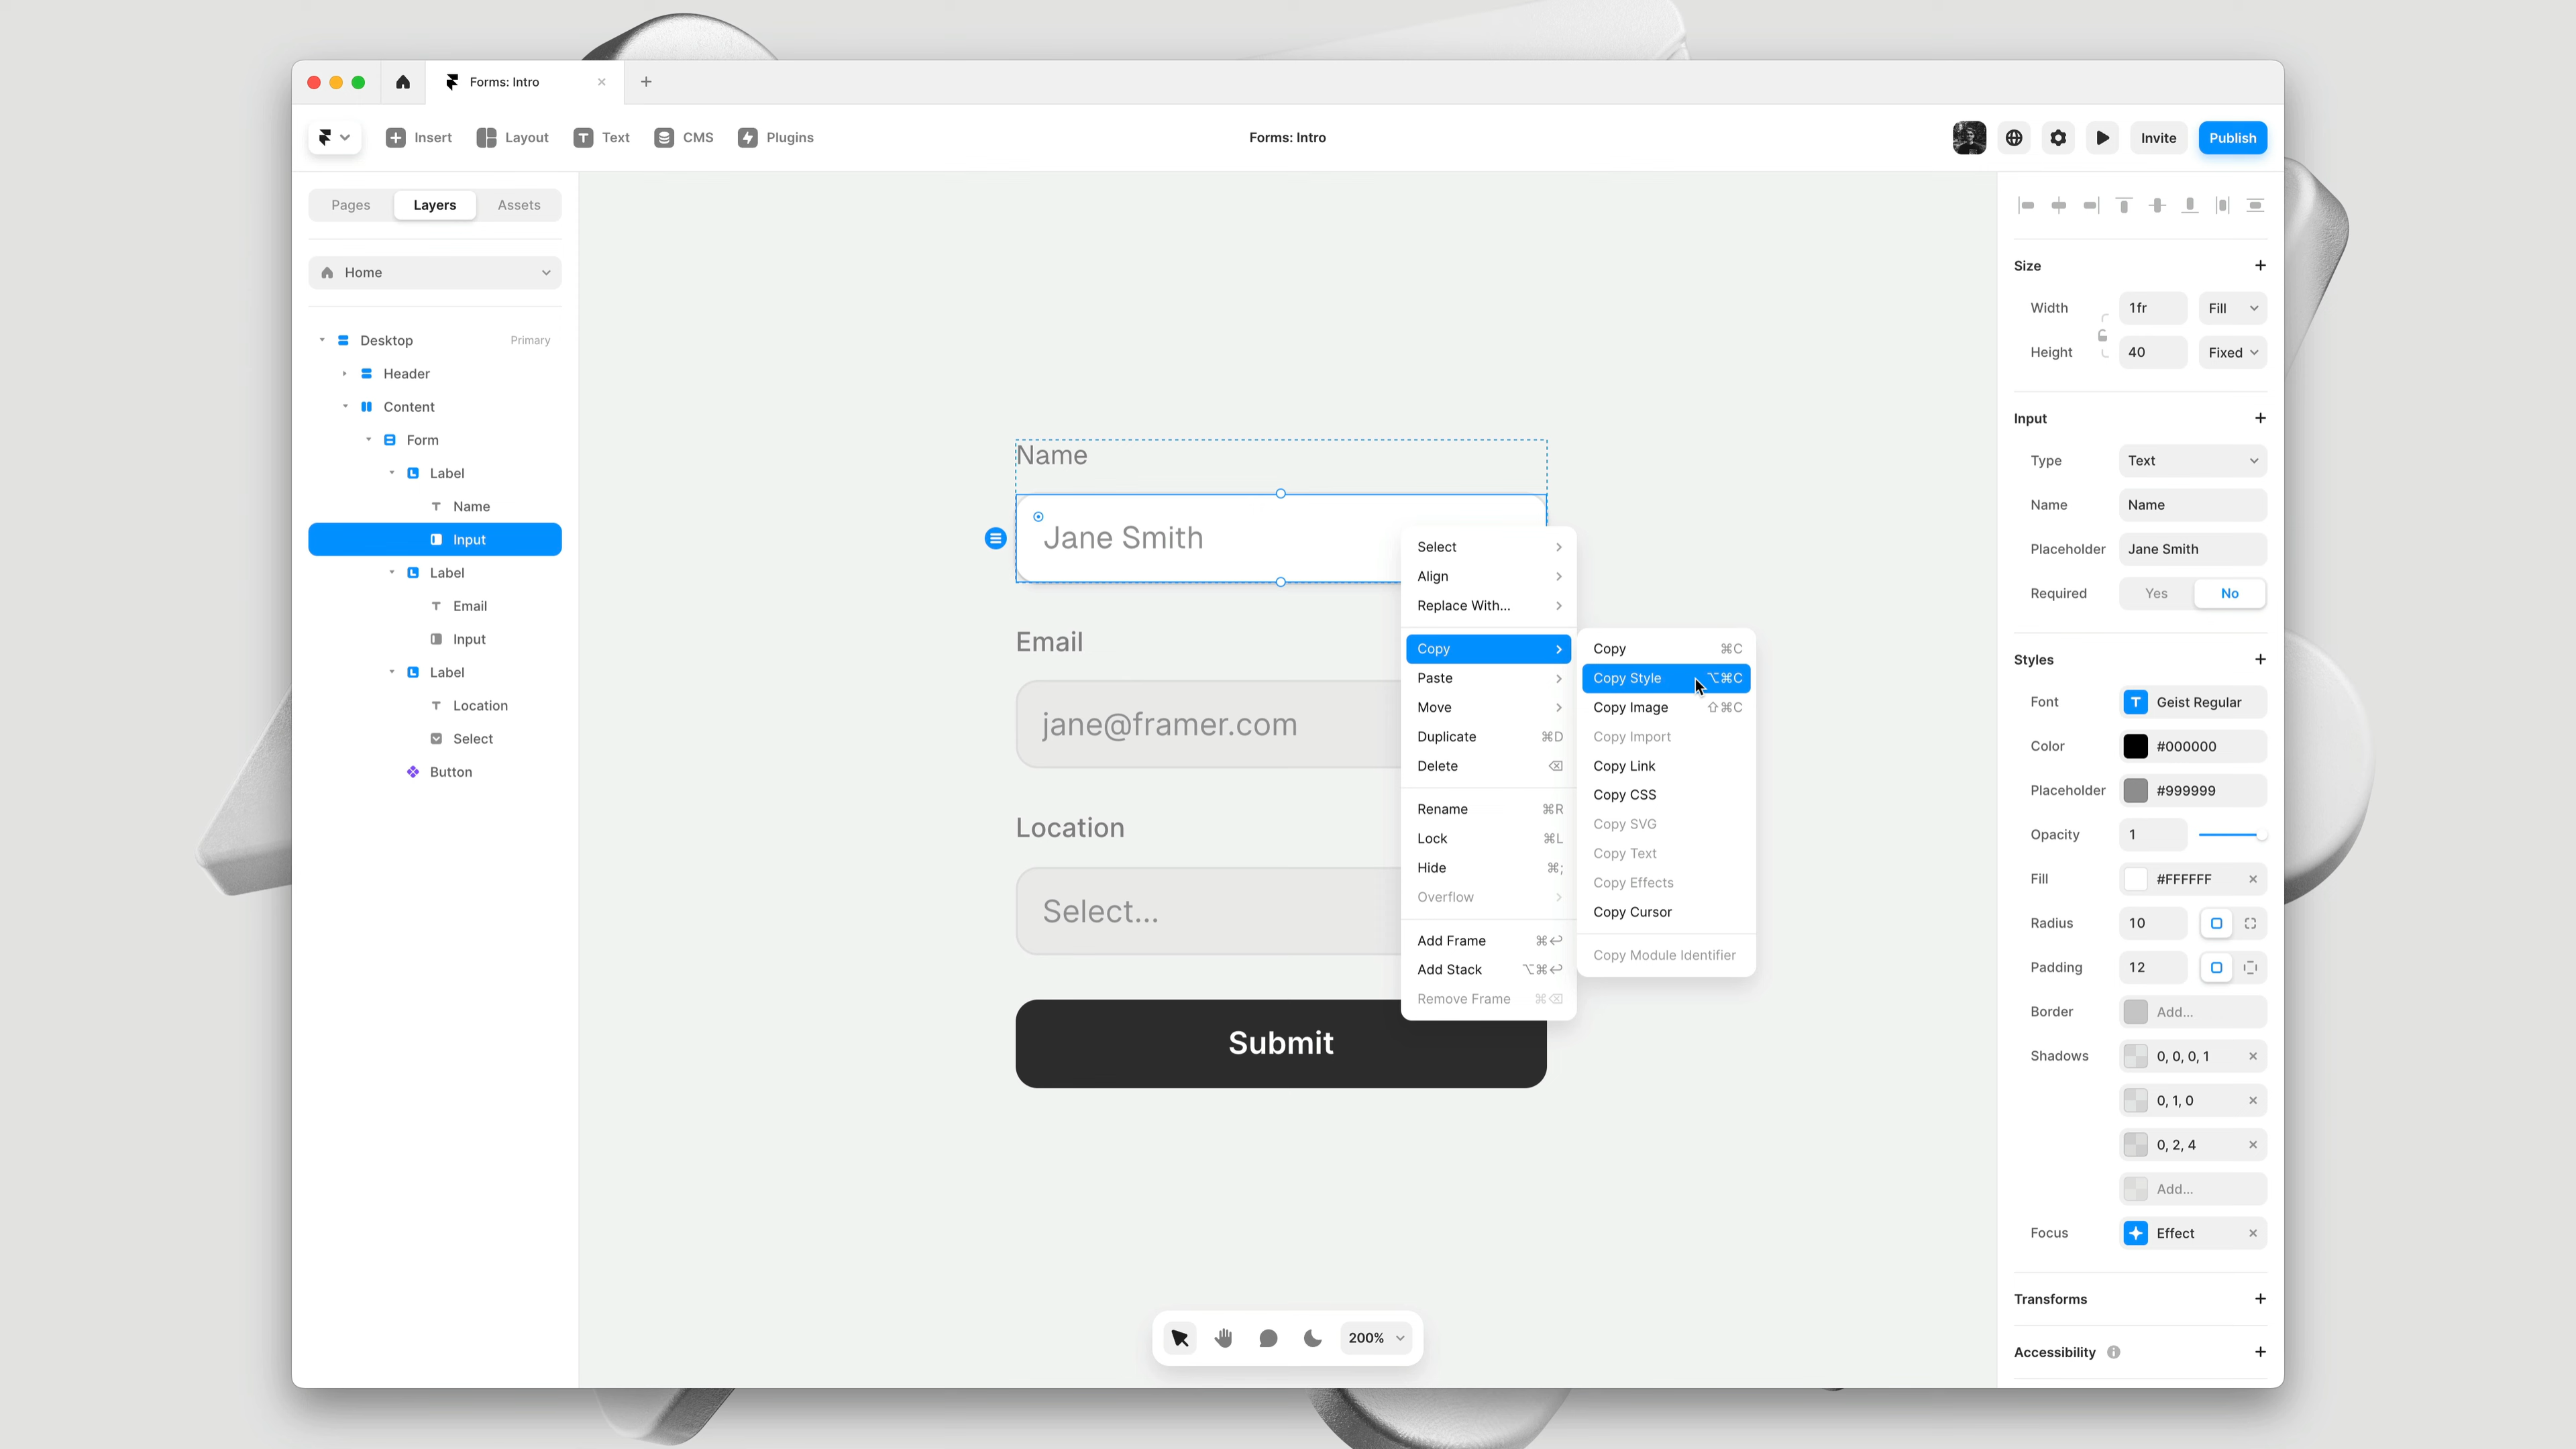 Forms: Intro
Insert
Layout
Text
CMS
Plugins
Forms: Intro
Invite
Publish
Pages
Layers
Assets
Home
Desktop
Primary
Header
Content
Form
Label
Name
Input
Label
Email
Input
Label
Location
Select
Button
Name
Jane Smith
Email
jane@framer.com
Location
Select...
Submit
Select
Align
Replace With...
Copy
Paste
Move
Duplicate ⌘D
Delete ⌫
Rename ⌘R
Lock ⌘L
Hide ⌘;
Overflow
Add Frame ⌘↩
Add Stack ⌥⌘↩
Remove Frame ⌘⌫
Copy ⌘C
Copy Style ⌥⌘C
Copy Image ⇧⌘C
Copy Import
Copy Link
Copy CSS
Copy SVG
Copy Text
Copy Effects
Copy Cursor
Copy Module Identifier
200%
Size
Width 1fr Fill
Height 40 Fixed
Input
Type Text
Name Name
Placeholder Jane Smith
Required Yes No
Styles
Font T Geist Regular
Color #000000
Placeholder #999999
Opacity 1
Fill #FFFFFF
Radius 10
Padding 12
Border Add...
Shadows 0, 0, 0, 1
0, 1, 0
0, 2, 4
Add...
Focus Effect
Transforms
Accessibility